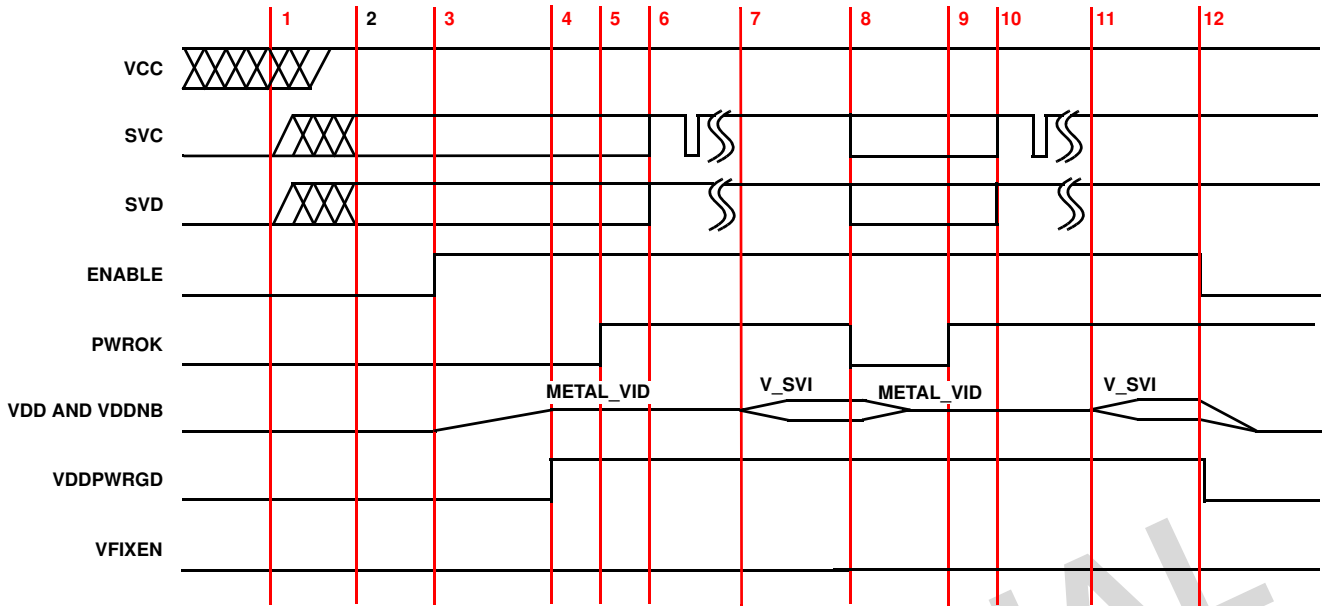 1 2 3 4 5 6 7 8 9 10 11 12
VCC
SVC
SVD
ENABLE
PWROK
METAL_VID V_SVI METAL_VID V_SVI
VDD AND VDDNB
VDDPWRGD
VFIXEN